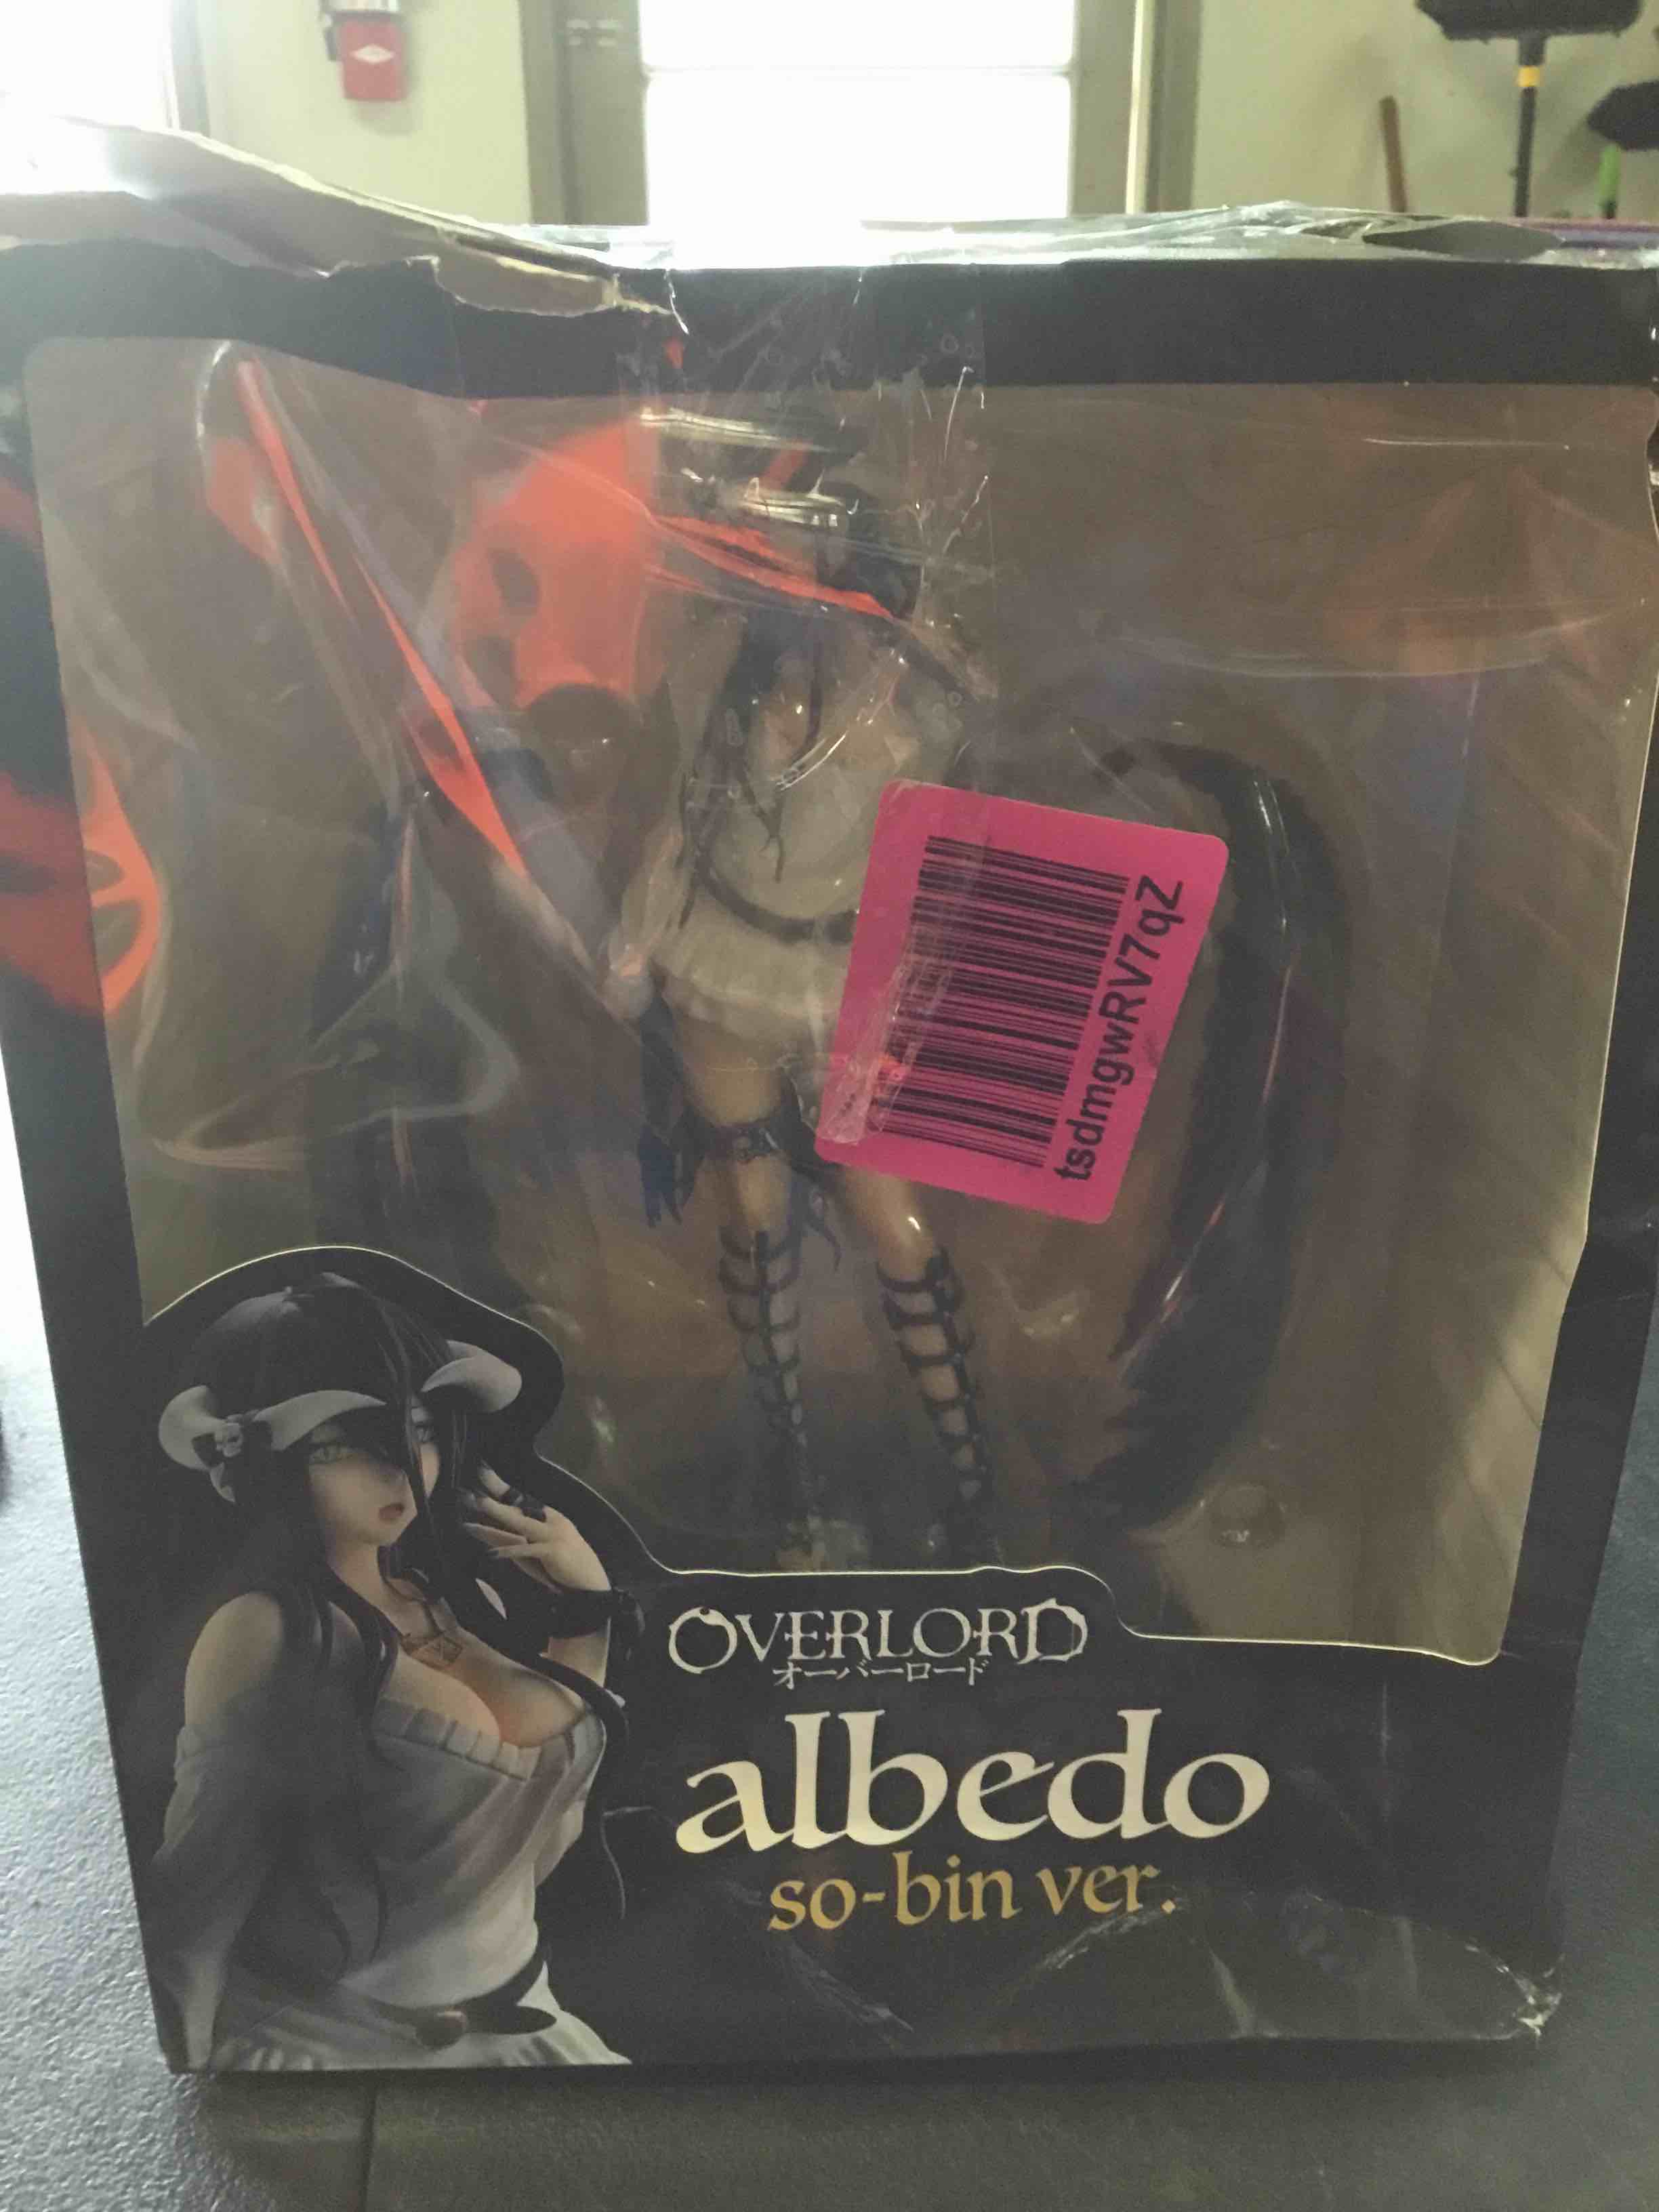 tsdmgwRV7qZ
OVERLORD
オーバーロード
albedo
so-bin ver.